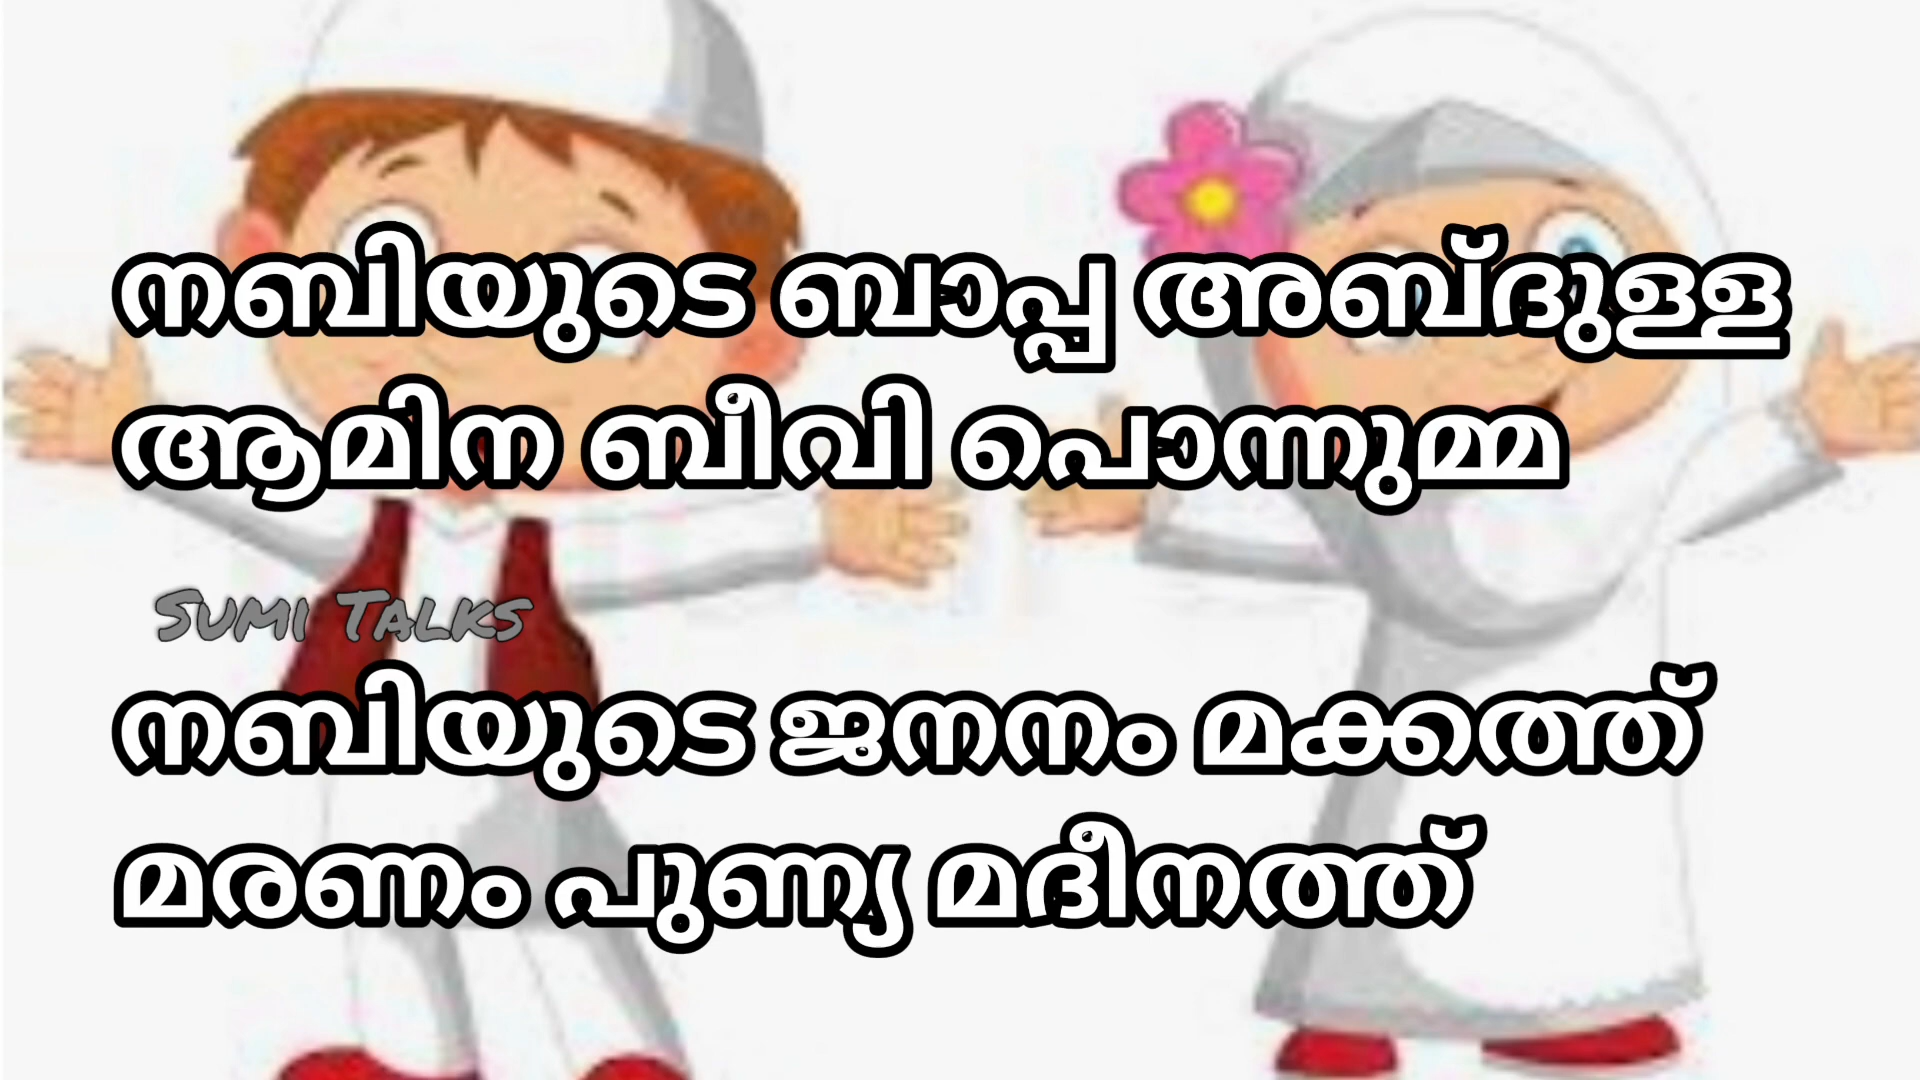 നബിയുടെ ബാപ്പ അബ്ദുള്ള
ആമിന ബീവി പൊന്നുമ്മ
Sumi Talks
നബിയുടെ ജനനം മക്കത്ത്
മരണം പുണ്യ മദീനത്ത്